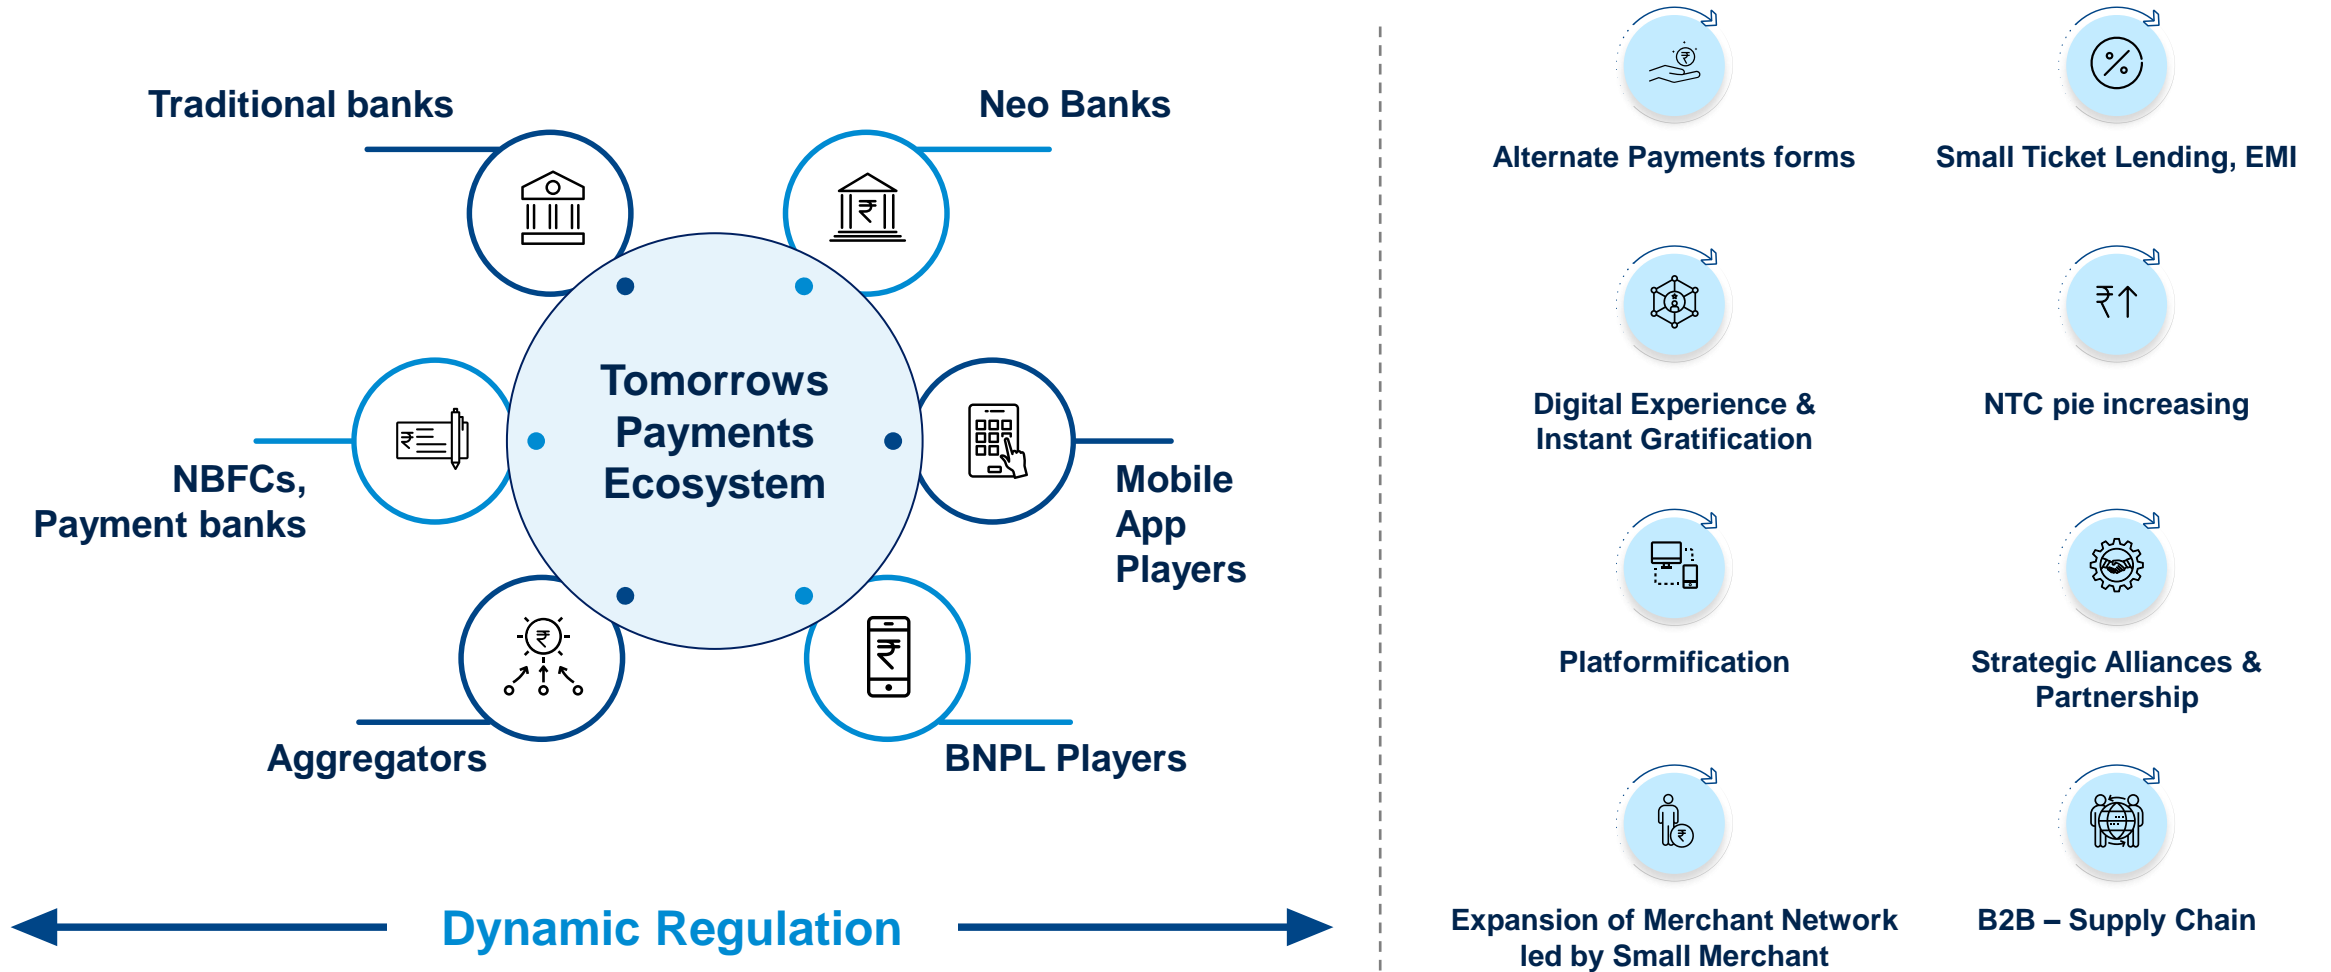 Traditional banks
Neo Banks
Tomorrows
Payments
Ecosystem
NBFCs,
Payment banks
Mobile
App
Players
Aggregators
BNPL Players
Dynamic Regulation
Alternate Payments forms
Small Ticket Lending, EMI
Digital Experience &
Instant Gratification
NTC pie increasing
Platformification
Strategic Alliances &
Partnership
Expansion of Merchant Network
led by Small Merchant
B2B – Supply Chain